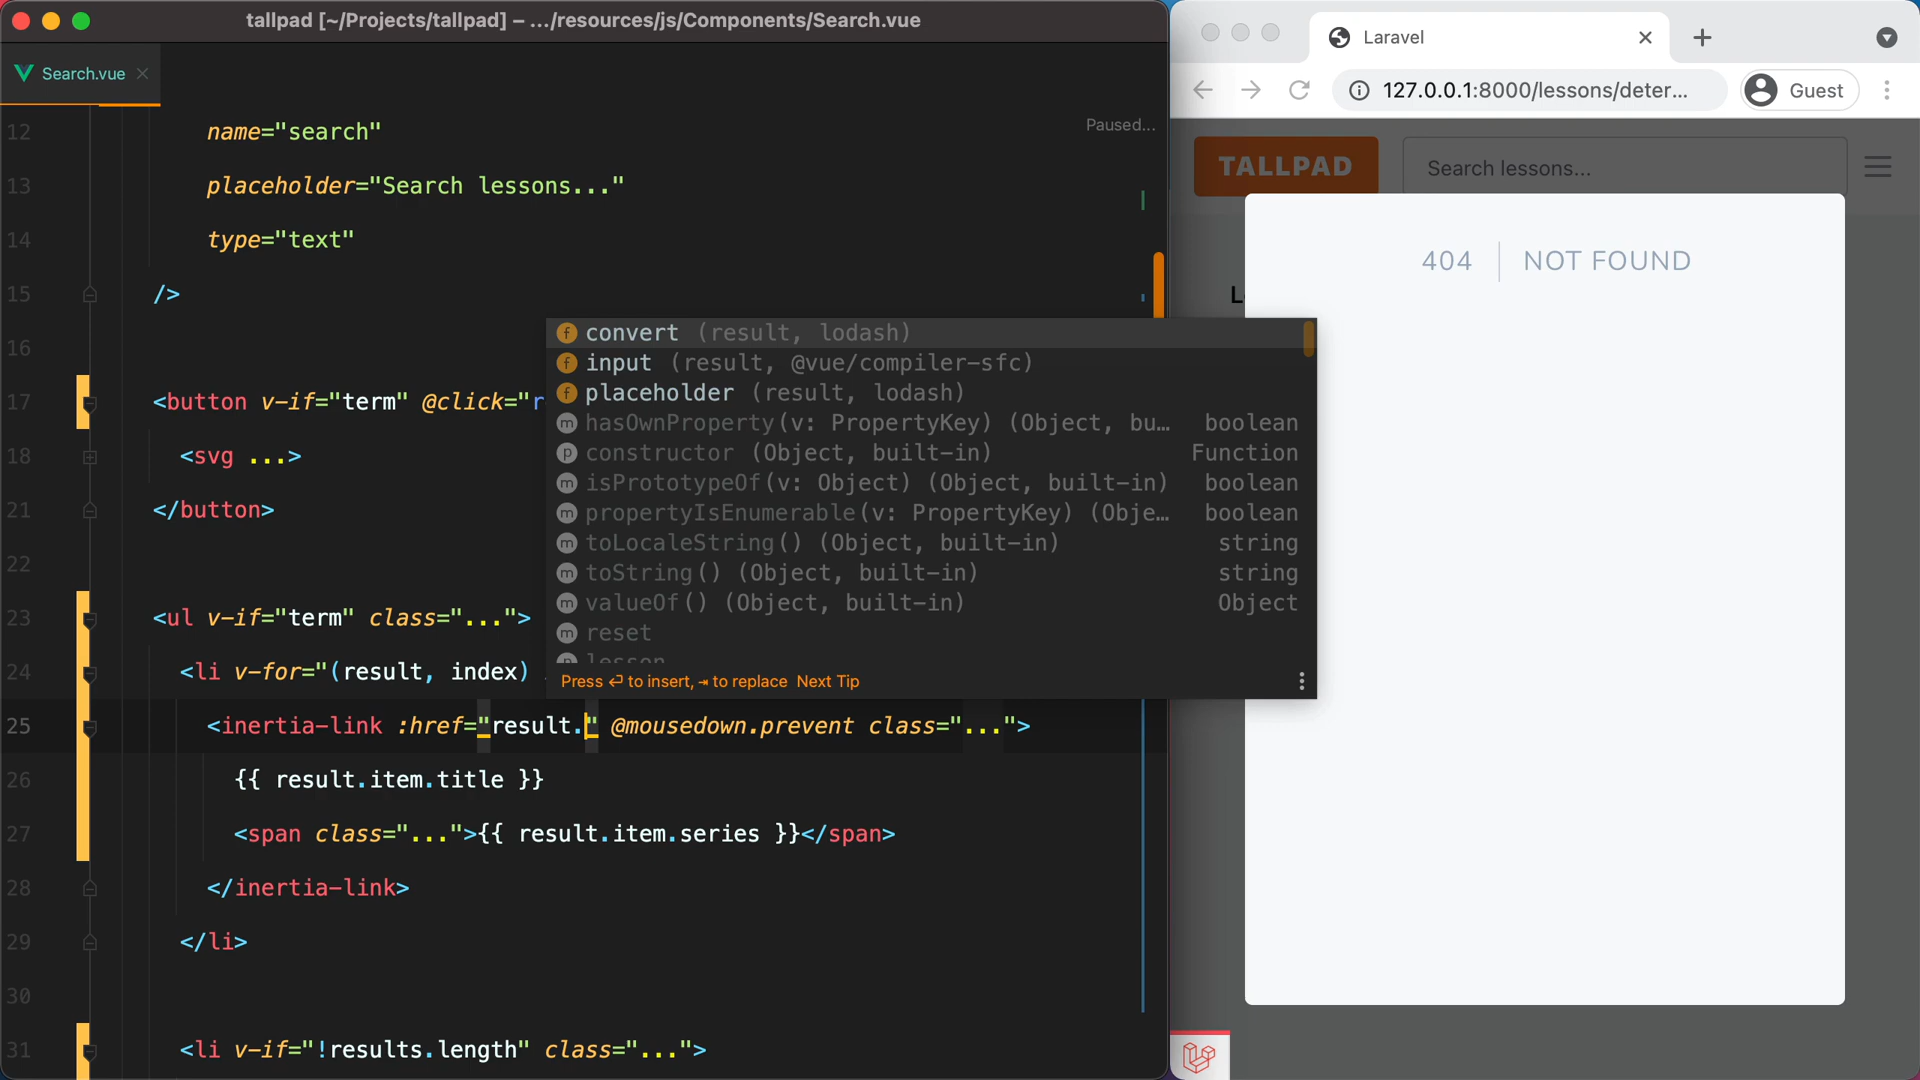 tallpad [~/Projects/tallpad] – .../resources/js/Components/Search.vue
Search.vue
12 name="search"
Paused...
13 placeholder="Search lessons..."
14 type="text"
15 />
16
17 <button v-if="term" @click="r
18 <svg ...>
21 </button>
22
23 <ul v-if="term" class="...">
24 <li v-for="(result, index)
25 <inertia-link :href="result." @mousedown.prevent class="...">
26 {{ result.item.title }}
27 <span class="...">{{ result.item.series }}</span>
28 </inertia-link>
29 </li>
30
31 <li v-if="!results.length" class="...">
f convert (result, lodash)
f input (result, @vue/compiler-sfc)
f placeholder (result, lodash)
m hasOwnProperty(v: PropertyKey) (Object, bu... boolean
p constructor (Object, built-in) Function
m isPrototypeOf(v: Object) (Object, built-in) boolean
m propertyIsEnumerable(v: PropertyKey) (Obje... boolean
m toLocaleString() (Object, built-in) string
m toString() (Object, built-in) string
m valueOf() (Object, built-in) Object
m reset
p lesson
Press ⏎ to insert, ⇥ to replace Next Tip
Laravel
127.0.0.1:8000/lessons/deter...
Guest
TALLPAD
Search lessons...
404 NOT FOUND
L